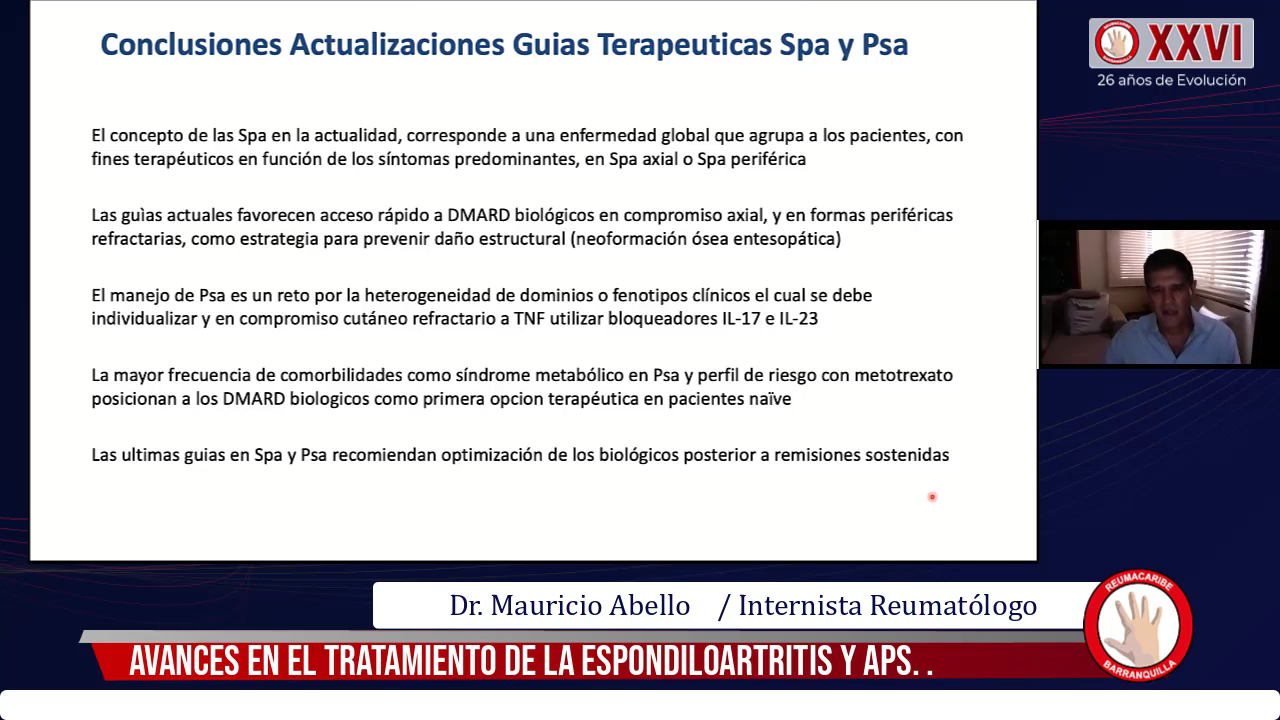 Conclusiones Actualizaciones Guias Terapeuticas Spa y Psa
El concepto de las Spa en la actualidad, corresponde a una enfermedad global que agrupa a los pacientes, con
fines terapéuticos en función de los síntomas predominantes, en Spa axial o Spa periférica
Las guìas actuales favorecen acceso rápido a DMARD biológicos en compromiso axial, y en formas periféricas
refractarias, como estrategia para prevenir daño estructural (neoformación ósea entesopática)
El manejo de Psa es un reto por la heterogeneidad de dominios o fenotipos clínicos el cual se debe
individualizar y en compromiso cutáneo refractario a TNF utilizar bloqueadores IL-17 e IL-23
La mayor frecuencia de comorbilidades como síndrome metabólico en Psa y perfil de riesgo con metotrexato
posicionan a los DMARD biologicos como primera opcion terapéutica en pacientes naïve
Las ultimas guias en Spa y Psa recomiendan optimización de los biológicos posterior a remisiones sostenidas
XXVI
26 años de Evolución
Dr. Mauricio Abello / Internista Reumatólogo
AVANCES EN EL TRATAMIENTO DE LA ESPONDILOARTRITIS Y APS. .
REUMACARIBE
BARRANQUILLA